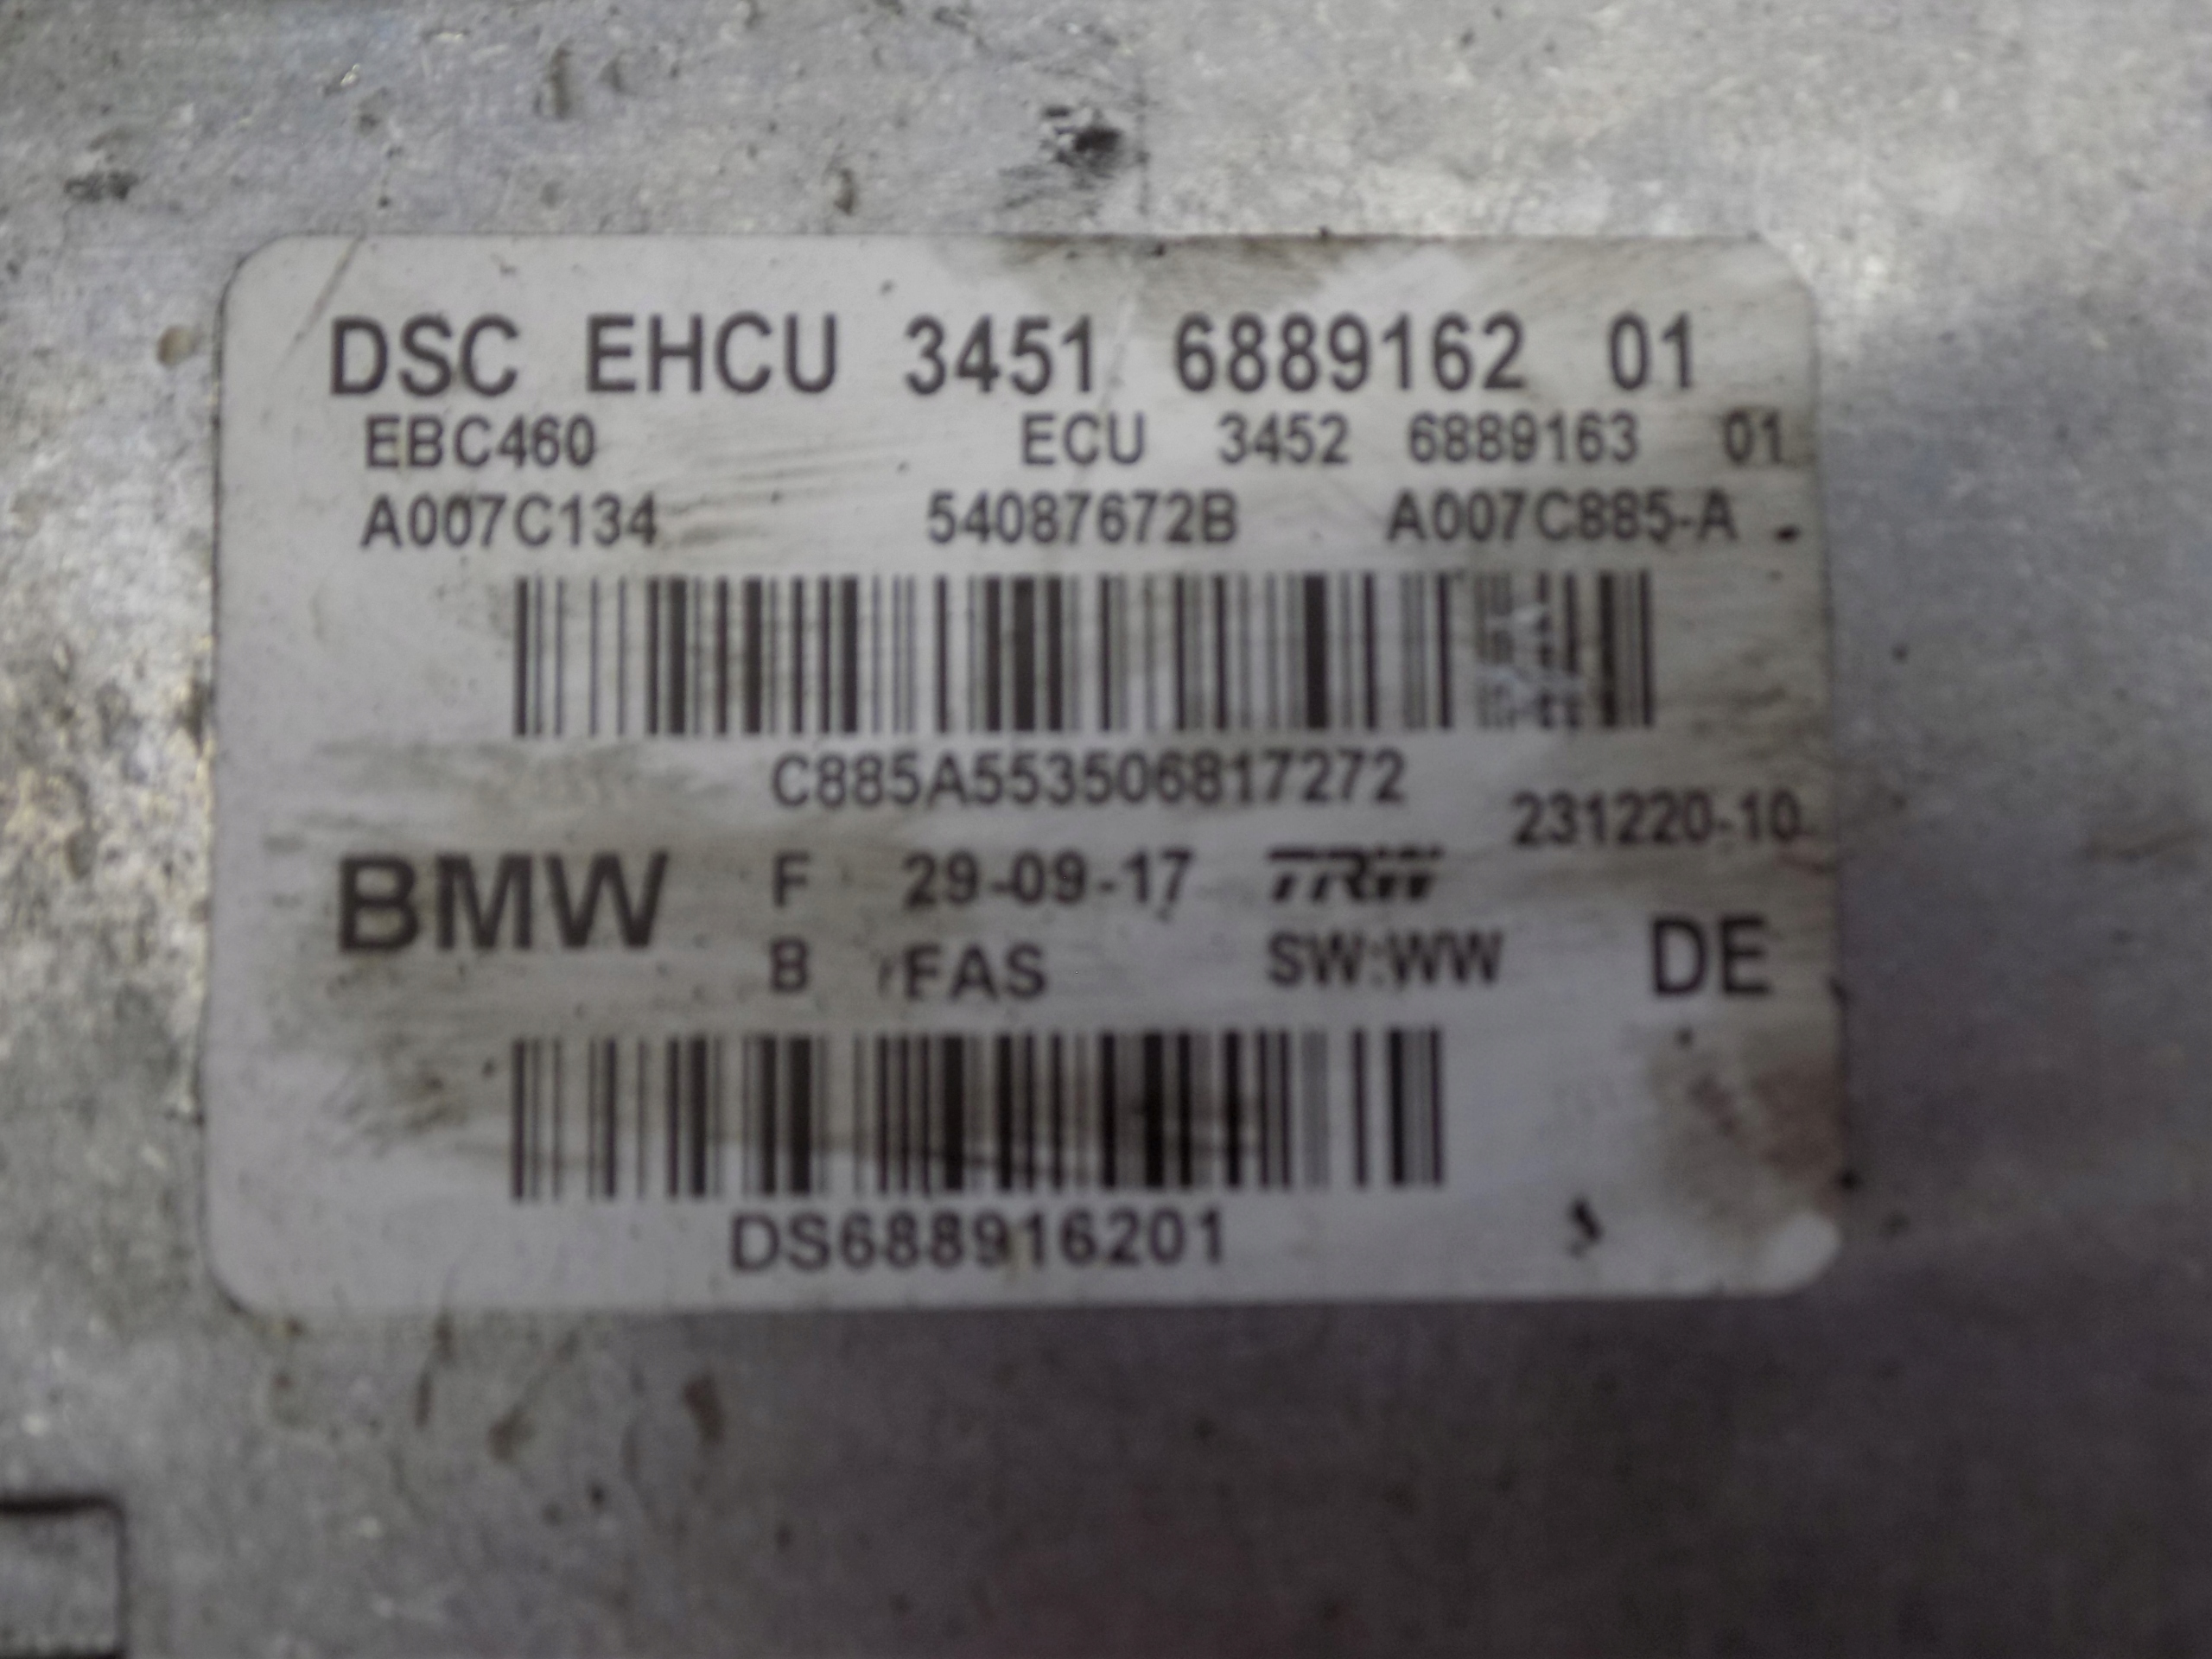 DSC EHCU 3451 6889162 01
EBC460 ECU 3452 6889163 01
A007C134 54087672B A007C885-A
C885A553506817272
231220-10
BMW F 29-09-17 TRW
B FAS SW:WW DE
DS688916201